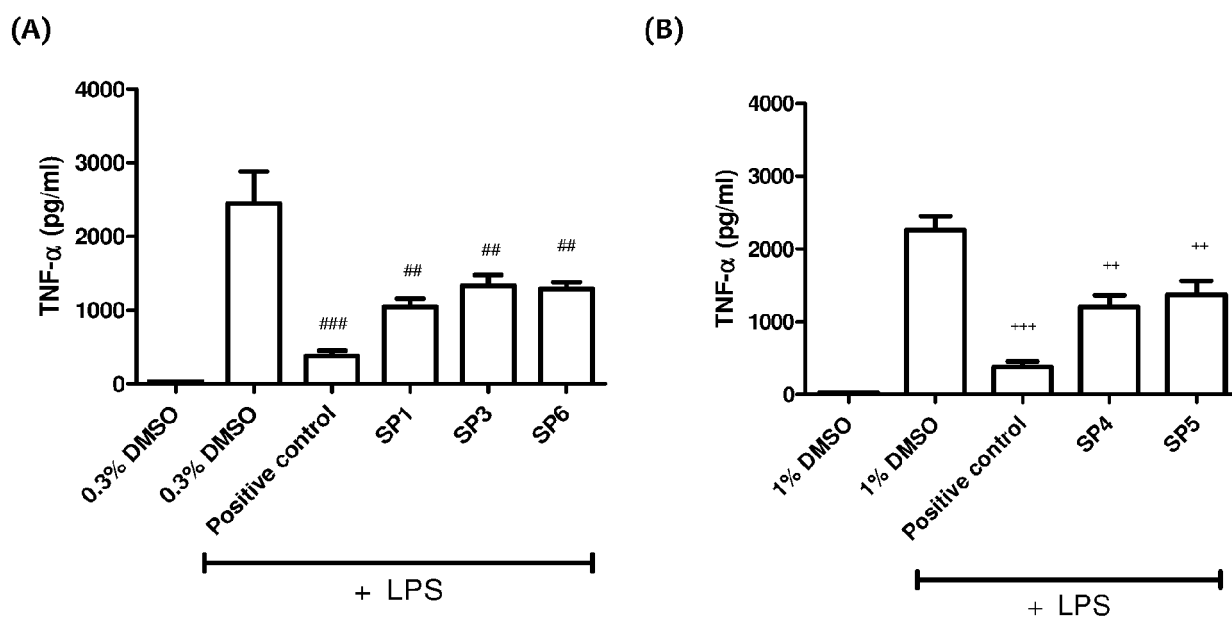 (A)
TNF-α (pg/ml)
4000
3000
2000
1000
0
###
##
##
##
0.3% DMSO
0.3% DMSO
Positive control
SP1
SP3
SP6
+ LPS
(B)
TNF-α (pg/ml)
4000
3000
2000
1000
0
+++
++
++
1% DMSO
1% DMSO
Positive control
SP4
SP5
+ LPS